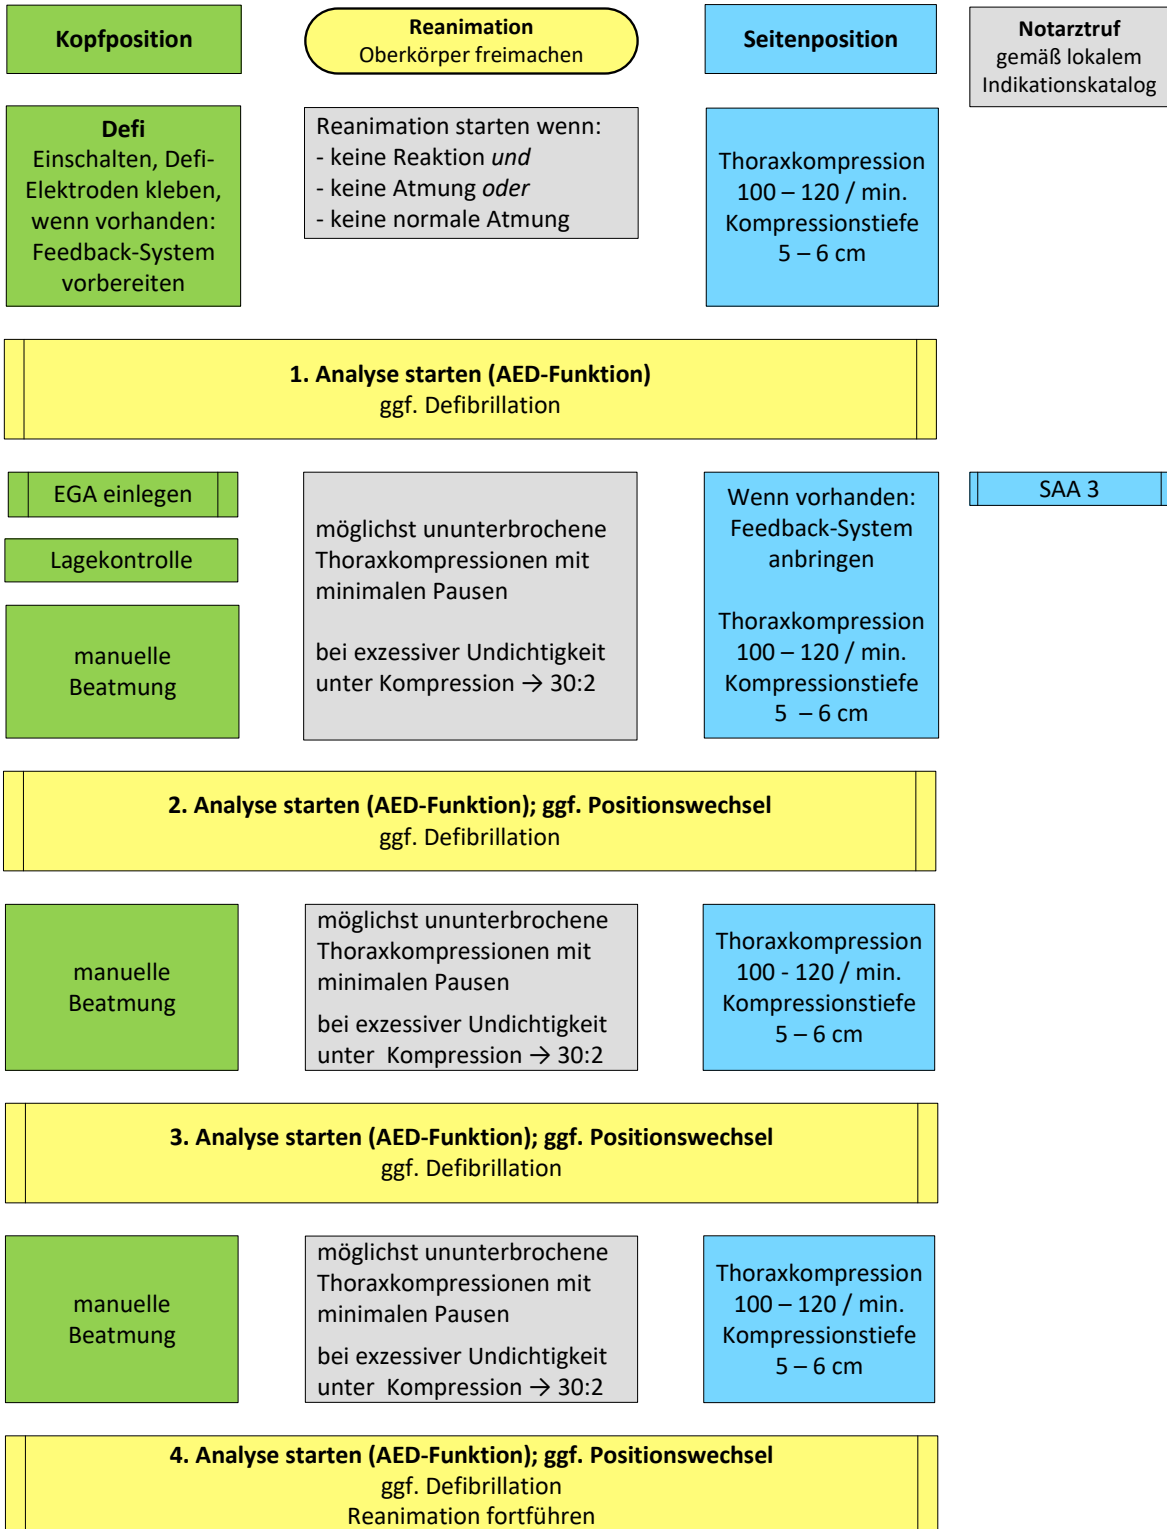 Kopfposition
Reanimation
Oberkörper freimachen
Seitenposition
Notarztruf
gemäß lokalem
Indikationskatalog
Defi
Einschalten, Defi-
Elektroden kleben,
wenn vorhanden:
Feedback-System
vorbereiten
Reanimation starten wenn:
- keine Reaktion und
- keine Atmung oder
- keine normale Atmung
Thoraxkompression
100 – 120 / min.
Kompressionstiefe
5 – 6 cm
1. Analyse starten (AED-Funktion)
ggf. Defibrillation
EGA einlegen
Lagekontrolle
manuelle
Beatmung
möglichst ununterbrochene
Thoraxkompressionen mit
minimalen Pausen
bei exzessiver Undichtigkeit
unter Kompression → 30:2
Wenn vorhanden:
Feedback-System
anbringen
Thoraxkompression
100 – 120 / min.
Kompressionstiefe
5 – 6 cm
SAA 3
2. Analyse starten (AED-Funktion); ggf. Positionswechsel
ggf. Defibrillation
manuelle
Beatmung
möglichst ununterbrochene
Thoraxkompressionen mit
minimalen Pausen
bei exzessiver Undichtigkeit
unter Kompression → 30:2
Thoraxkompression
100 - 120 / min.
Kompressionstiefe
5 – 6 cm
3. Analyse starten (AED-Funktion); ggf. Positionswechsel
ggf. Defibrillation
manuelle
Beatmung
möglichst ununterbrochene
Thoraxkompressionen mit
minimalen Pausen
bei exzessiver Undichtigkeit
unter Kompression → 30:2
Thoraxkompression
100 – 120 / min.
Kompressionstiefe
5 – 6 cm
4. Analyse starten (AED-Funktion); ggf. Positionswechsel
ggf. Defibrillation
Reanimation fortführen